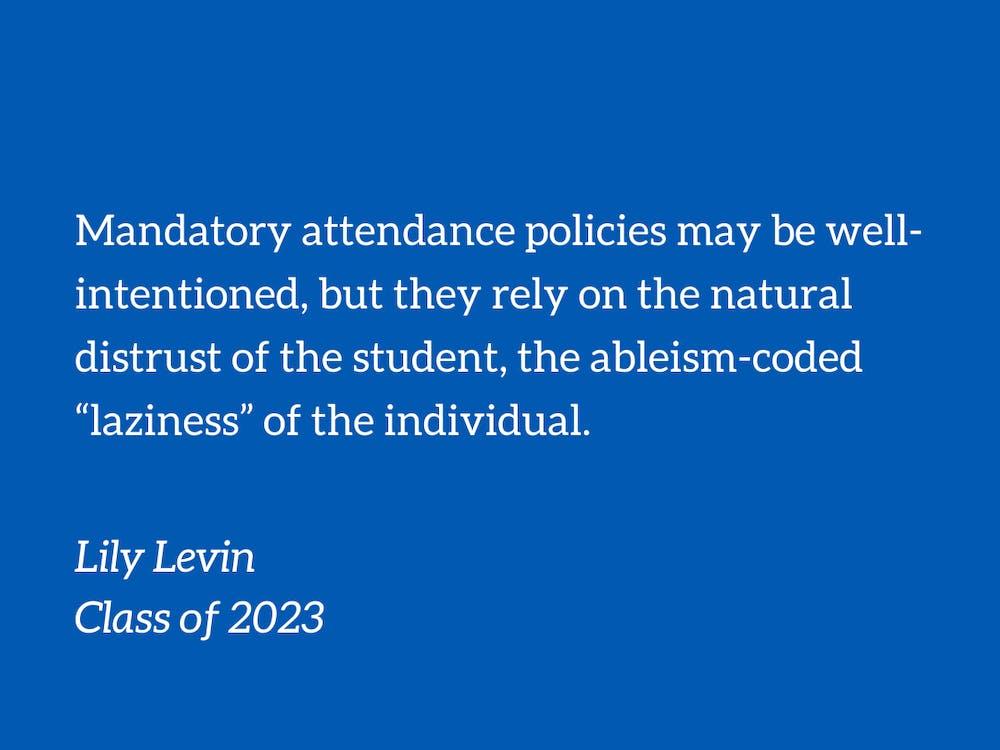 Mandatory attendance policies may be well-
intentioned, but they rely on the natural
distrust of the student, the ableism-coded
“laziness” of the individual.
Lily Levin
Class of 2023